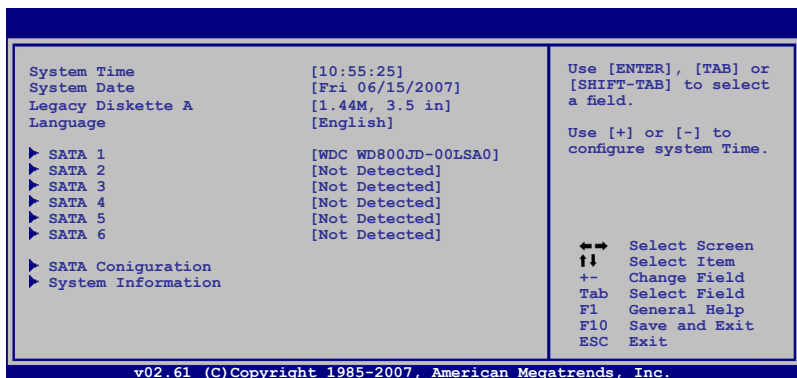 System Time [10:55:25]
System Date [Fri 06/15/2007]
Legacy Diskette A [1.44M, 3.5 in]
Language [English]
SATA 1 [WDC WD800JD-00LSA0]
SATA 2 [Not Detected]
SATA 3 [Not Detected]
SATA 4 [Not Detected]
SATA 5 [Not Detected]
SATA 6 [Not Detected]
SATA Coniguration
System Information
Use [ENTER], [TAB] or
[SHIFT-TAB] to select
a field.
Use [+] or [-] to
configure system Time.
←→ Select Screen
↑↓ Select Item
+- Change Field
Tab Select Field
F1 General Help
F10 Save and Exit
ESC Exit
v02.61 (C)Copyright 1985-2007, American Megatrends, Inc.